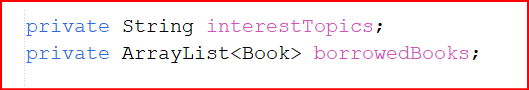 private String interestTopics;
private ArrayList<Book> borrowedBooks;